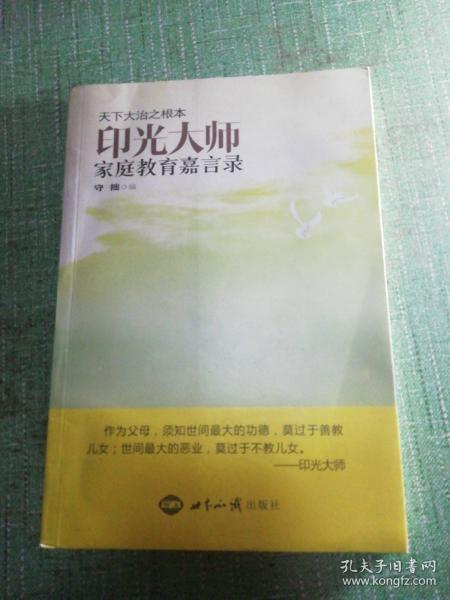 天下大治之根本
印光大师
家庭教育嘉言录
守拙 ◎ 编
作为父母，须知世间最大的功德，莫过于善教
儿女；世间最大的恶业，莫过于不教儿女。
——印光大师
世界知识出版社
孔夫子旧书网
www.kongfz.com